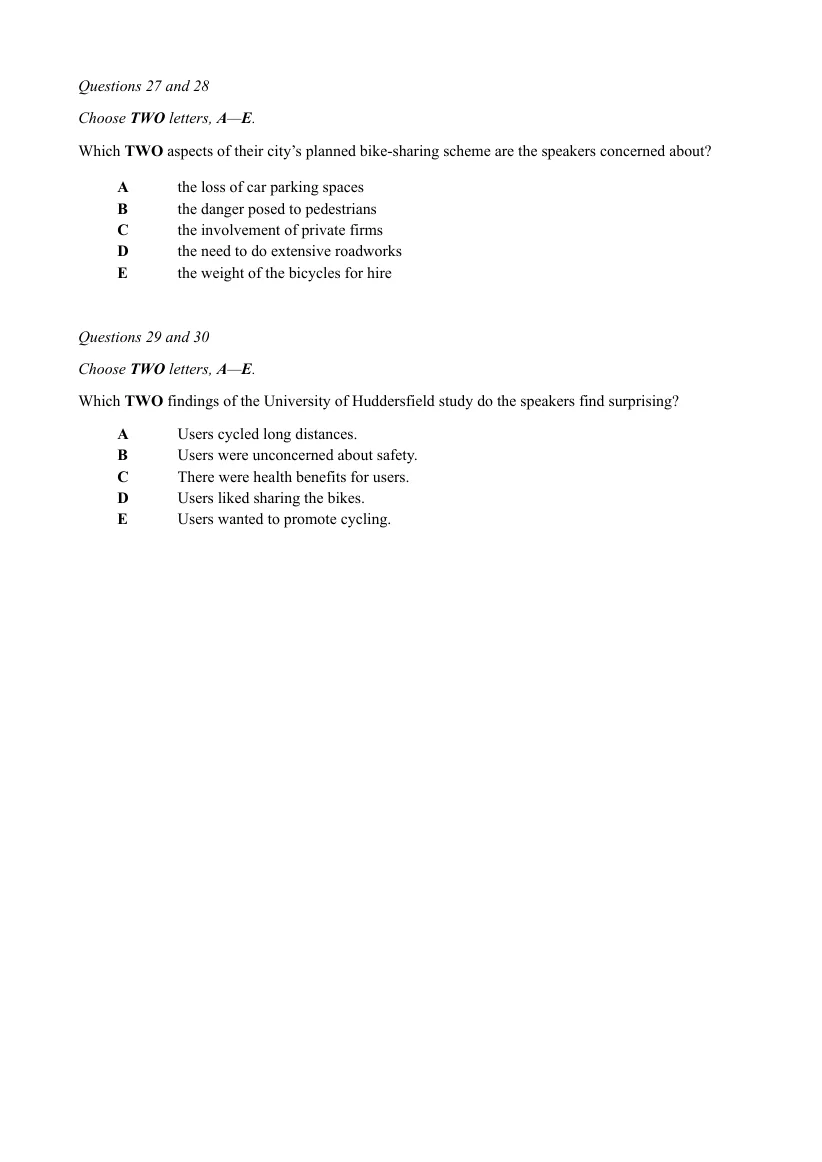 Questions 27 and 28
Choose TWO letters, A—E.
Which TWO aspects of their city’s planned bike-sharing scheme are the speakers concerned about?
A the loss of car parking spaces
B the danger posed to pedestrians
C the involvement of private firms
D the need to do extensive roadworks
E the weight of the bicycles for hire
Questions 29 and 30
Choose TWO letters, A—E.
Which TWO findings of the University of Huddersfield study do the speakers find surprising?
A Users cycled long distances.
B Users were unconcerned about safety.
C There were health benefits for users.
D Users liked sharing the bikes.
E Users wanted to promote cycling.